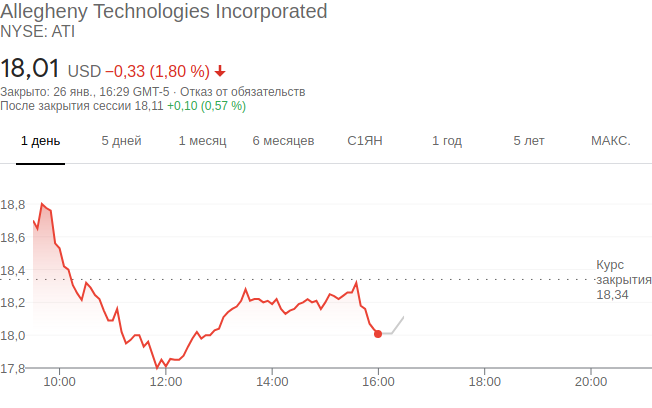 Allegheny Technologies Incorporated
NYSE: ATI
18,01 USD −0,33 (1,80 %)
Закрыто: 26 янв., 16:29 GMT-5 · Отказ от обязательств
После закрытия сессии 18,11 +0,10 (0,57 %)
1 день 5 дней 1 месяц 6 месяцев С1ЯН 1 год 5 лет МАКС.
18,8
18,6
18,4
18,2
18,0
17,8
Курс
закрытия
18,34
10:00 12:00 14:00 16:00 18:00 20:00